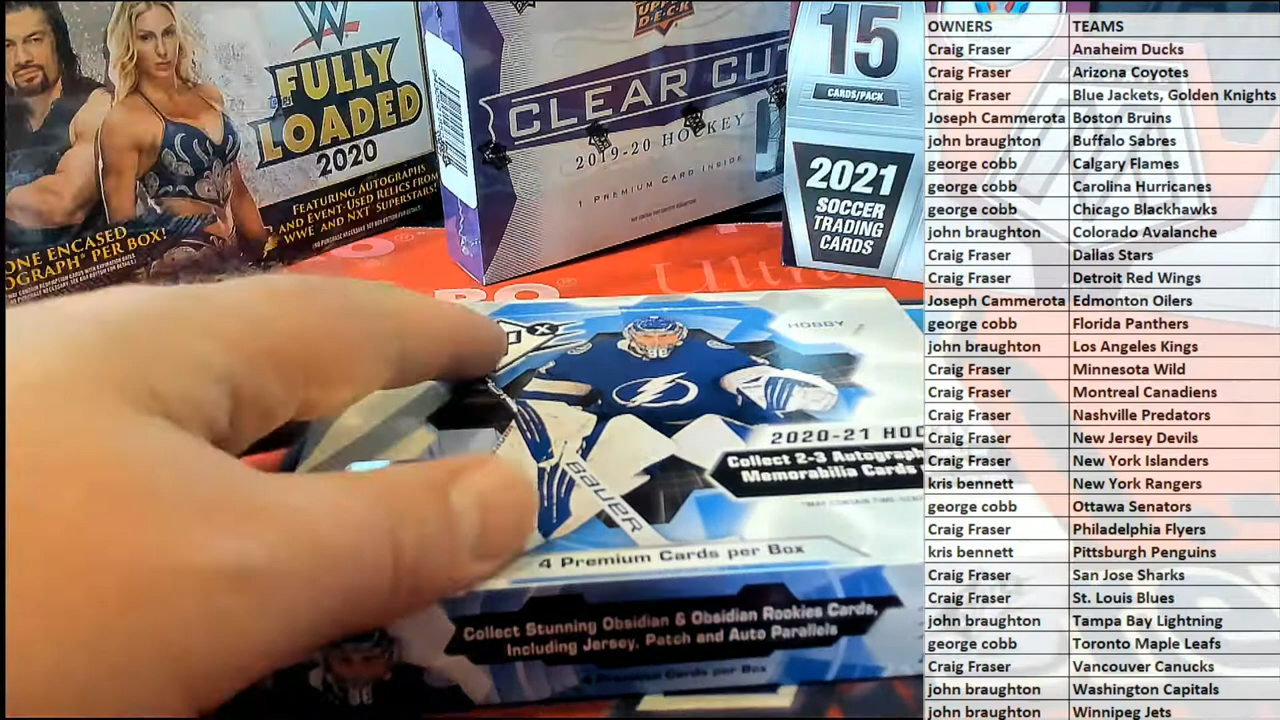 W
FULLY
LOADED
2020
FEATURING AUTOGRAPHS
AND EVENT-USED RELICS FROM
WWE AND NXT SUPERSTARS!
ONE ENCASED
OGRAPH® PER BOX!
UPPER DECK
CLEAR CUT
2019-20 HOCKEY
1 PREMIUM CARD INSIDE
15
CARDS/PACK
2021
SOCCER
TRADING
CARDS
Ultra
HOBBY
X
2020-21 HOC
Collect 2-3 Autograph
Memorabilia Cards
BAUER
4 Premium Cards per Box
Collect Stunning Obsidian & Obsidian Rookies Cards,
Including Jersey, Patch and Auto Parallels
4 Premium Cards per Box
OWNERS TEAMS
Craig Fraser Anaheim Ducks
Craig Fraser Arizona Coyotes
Craig Fraser Blue Jackets, Golden Knights
Joseph Cammerota Boston Bruins
john braughton Buffalo Sabres
george cobb Calgary Flames
george cobb Carolina Hurricanes
george cobb Chicago Blackhawks
john braughton Colorado Avalanche
Craig Fraser Dallas Stars
Craig Fraser Detroit Red Wings
Joseph Cammerota Edmonton Oilers
george cobb Florida Panthers
john braughton Los Angeles Kings
Craig Fraser Minnesota Wild
Craig Fraser Montreal Canadiens
Craig Fraser Nashville Predators
Craig Fraser New Jersey Devils
Craig Fraser New York Islanders
kris bennett New York Rangers
george cobb Ottawa Senators
Craig Fraser Philadelphia Flyers
kris bennett Pittsburgh Penguins
Craig Fraser San Jose Sharks
Craig Fraser St. Louis Blues
john braughton Tampa Bay Lightning
george cobb Toronto Maple Leafs
Craig Fraser Vancouver Canucks
john braughton Washington Capitals
john braughton Winnipeg Jets